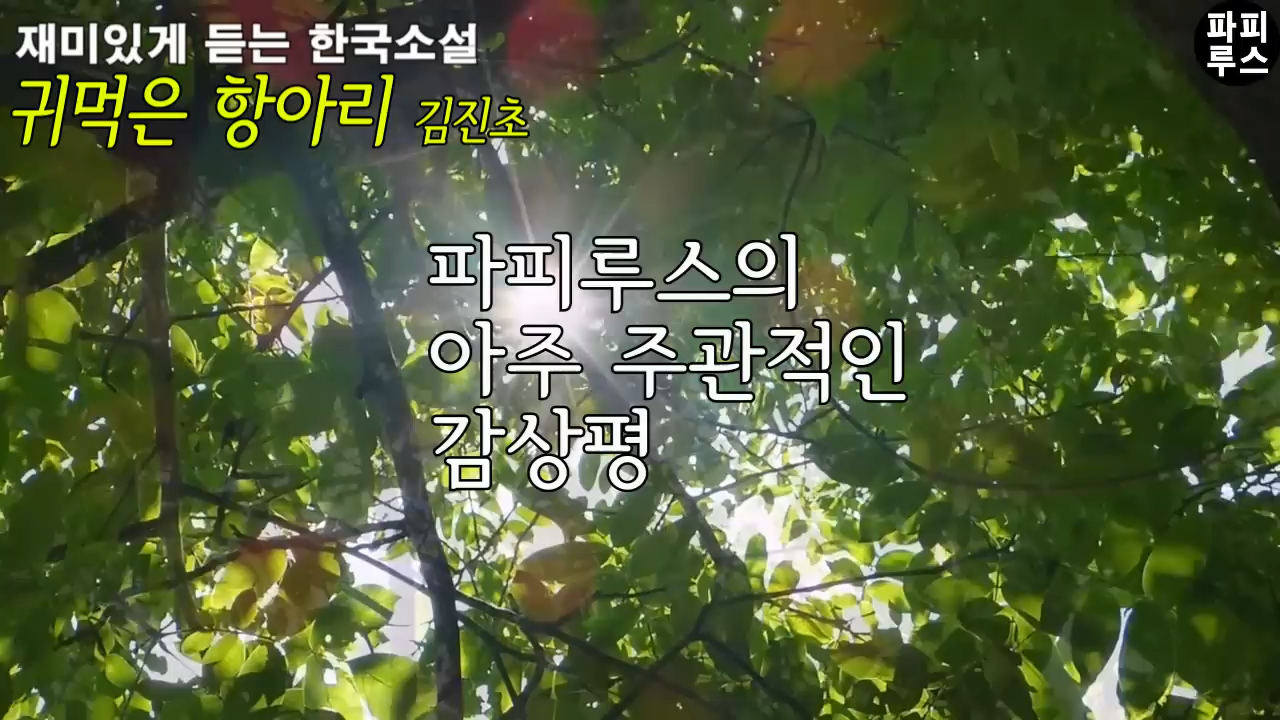 재미있게 듣는 한국소설
귀먹은 항아리 김진초
파피
루스
파피루스의
아주 주관적인
감상평